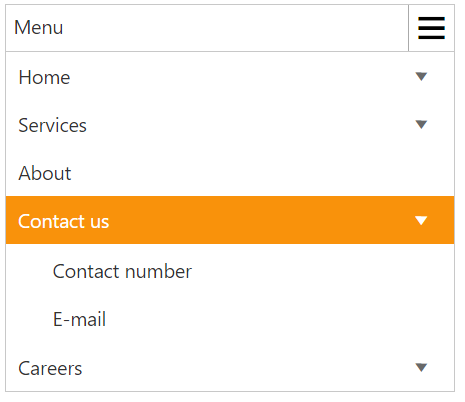 Menu
Home
Services
About
Contact us
Contact number
E-mail
Careers